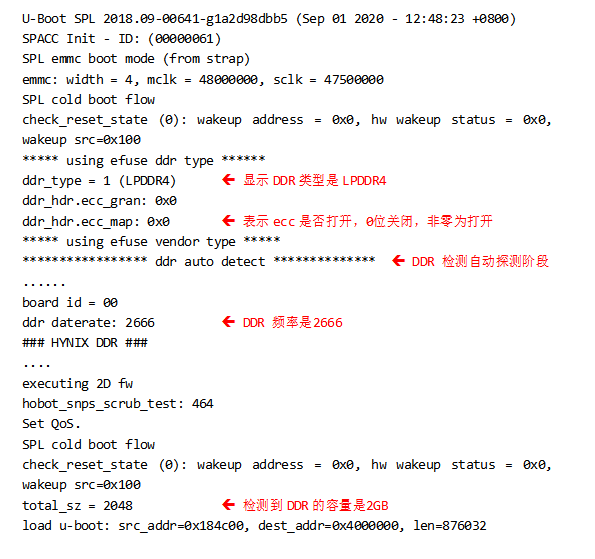 U-Boot SPL 2018.09-00641-g1a2d98dbb5 (Sep 01 2020 - 12:48:23 +0800)
SPACC Init - ID: (00000061)
SPL emmc boot mode (from strap)
emmc: width = 4, mclk = 48000000, sclk = 47500000
SPL cold boot flow
check_reset_state (0): wakeup address = 0x0, hw wakeup status = 0x0,
wakeup src=0x100
***** using efuse ddr type ******
ddr_type = 1 (LPDDR4) ← 显示 DDR 类型是 LPDDR4
ddr_hdr.ecc_gran: 0x0
ddr_hdr.ecc_map: 0x0 ← 表示 ecc 是否打开，0位关闭，非零为打开
***** using efuse vendor type *****
***************** ddr auto detect ************** ← DDR 检测自动探测阶段
......
board id = 00
ddr daterate: 2666 ← DDR 频率是2666
### HYNIX DDR ###
....
executing 2D fw
hobot_snps_scrub_test: 464
Set QoS.
SPL cold boot flow
check_reset_state (0): wakeup address = 0x0, hw wakeup status = 0x0,
wakeup src=0x100
total_sz = 2048 ← 检测到 DDR 的容量是2GB
load u-boot: src_addr=0x184c00, dest_addr=0x4000000, len=876032